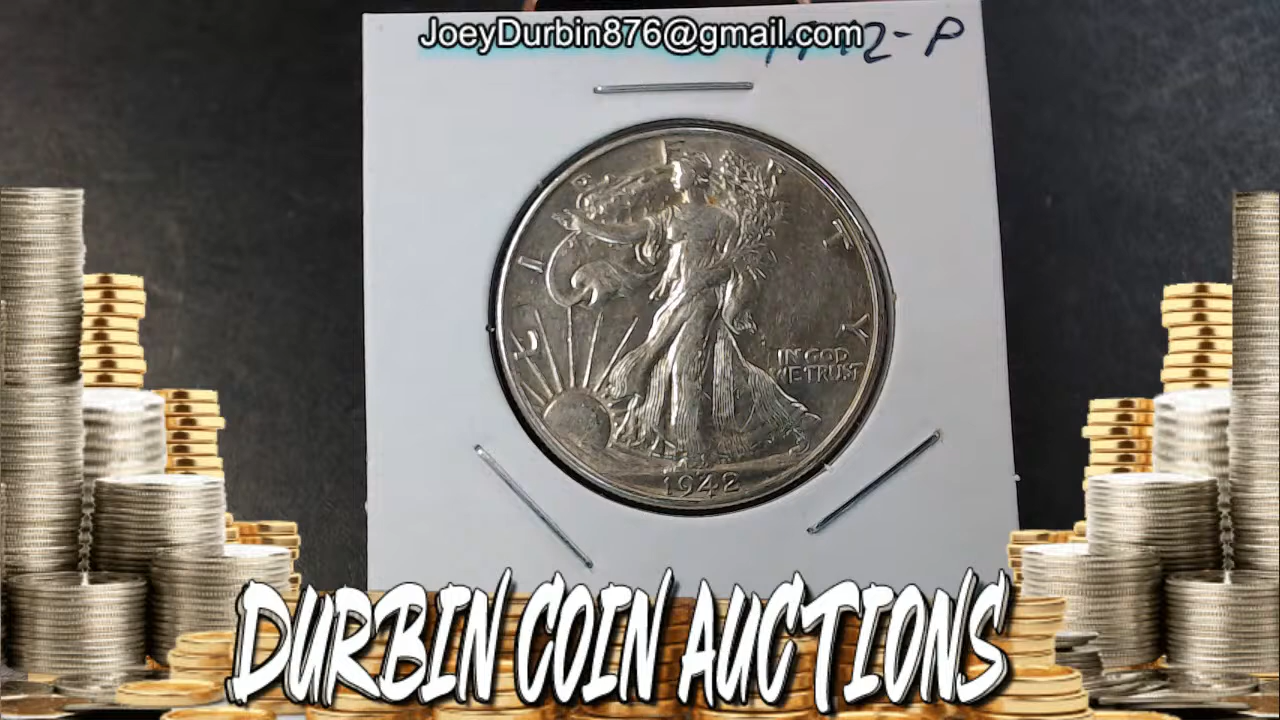 JoeyDurbin876@gmail.com
1942-P
LIBERTY
IN GOD
WE TRUST
1942
DURBIN COIN AUCTIONS